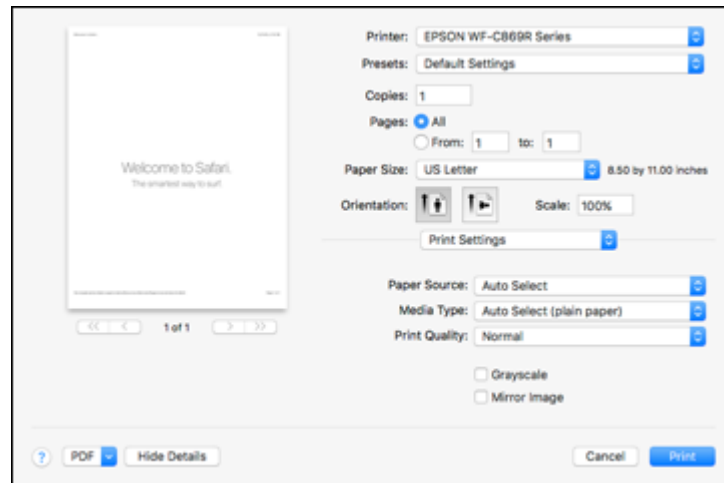 Welcome to Safari.
The smartest way to surf.
<< < 1 of 1 > >>
Printer: EPSON WF-C869R Series
Presets: Default Settings
Copies: 1
Pages: All
From: 1 to: 1
Paper Size: US Letter 8.50 by 11.00 inches
Orientation: Scale: 100%
Print Settings
Paper Source: Auto Select
Media Type: Auto Select (plain paper)
Print Quality: Normal
Grayscale
Mirror Image
? PDF Hide Details Cancel Print